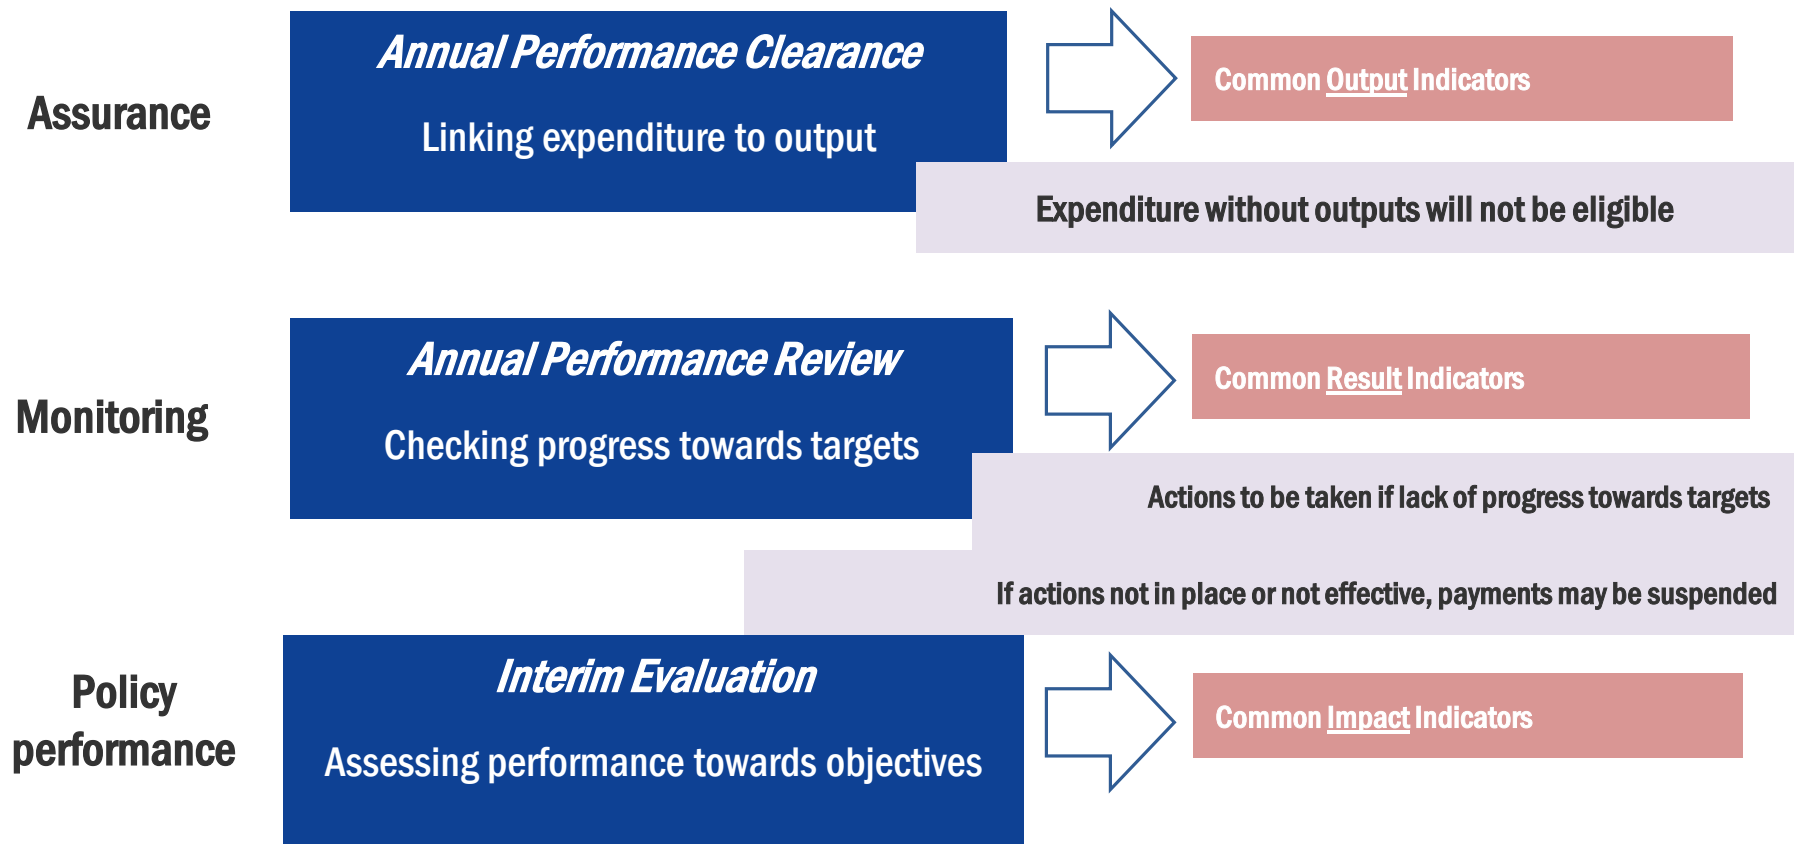 Assurance
Annual Performance Clearance
Linking expenditure to output
Common Output Indicators
Expenditure without outputs will not be eligible
Monitoring
Annual Performance Review
Checking progress towards targets
Common Result Indicators
Actions to be taken if lack of progress towards targets
If actions not in place or not effective, payments may be suspended
Policy
performance
Interim Evaluation
Assessing performance towards objectives
Common Impact Indicators